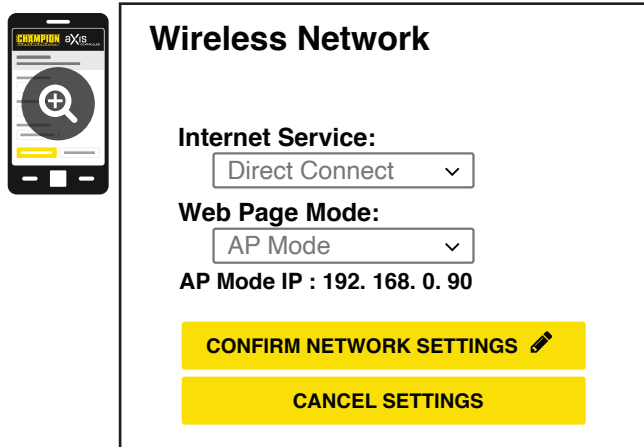 CHAMPION aXis
CONTROLLER
Wireless Network
Internet Service:
Direct Connect
Web Page Mode:
AP Mode
AP Mode IP : 192. 168. 0. 90
CONFIRM NETWORK SETTINGS
CANCEL SETTINGS